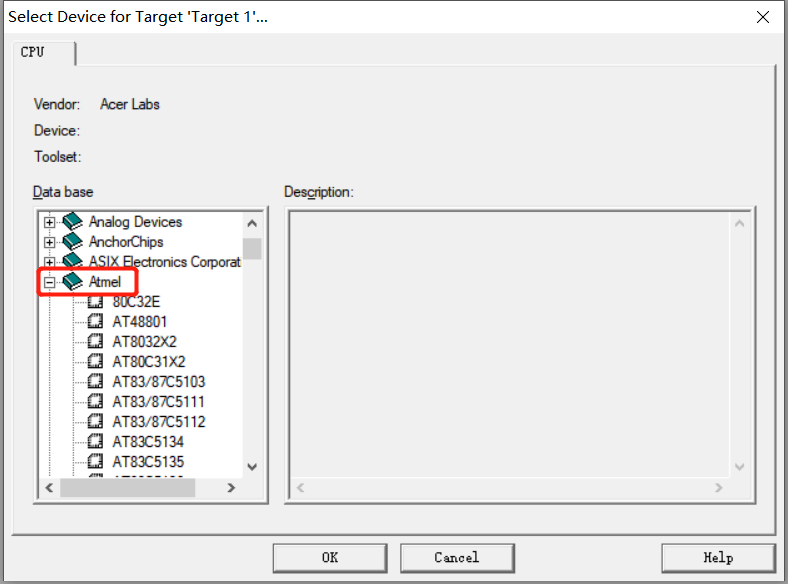 Select Device for Target 'Target 1'...
CPU
Vendor: Acer Labs
Device:
Toolset:
Data base
Description:
Analog Devices
AnchorChips
ASIX Electronics Corporat
Atmel
80C32E
AT48801
AT8032X2
AT80C31X2
AT83/87C5103
AT83/87C5111
AT83/87C5112
AT83C5134
AT83C5135
OK
Cancel
Help